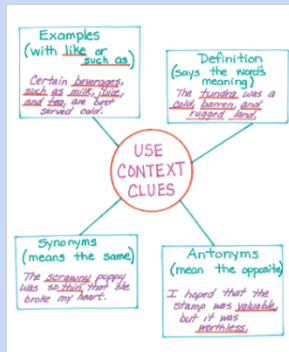 Examples
(with like or
such as)
Certain beverages,
such as milk, juice,
and tea, are best
served cold.
Definition
(says the word's
meaning)
The tundra was a
cold, barren, and
rugged land.
USE
CONTEXT
CLUES
Synonyms
(means the same)
The scrawny puppy
was so thin that she
broke my heart.
Antonyms
(mean the opposite)
I hoped that the
stamp was valuable,
but it was
worthless.